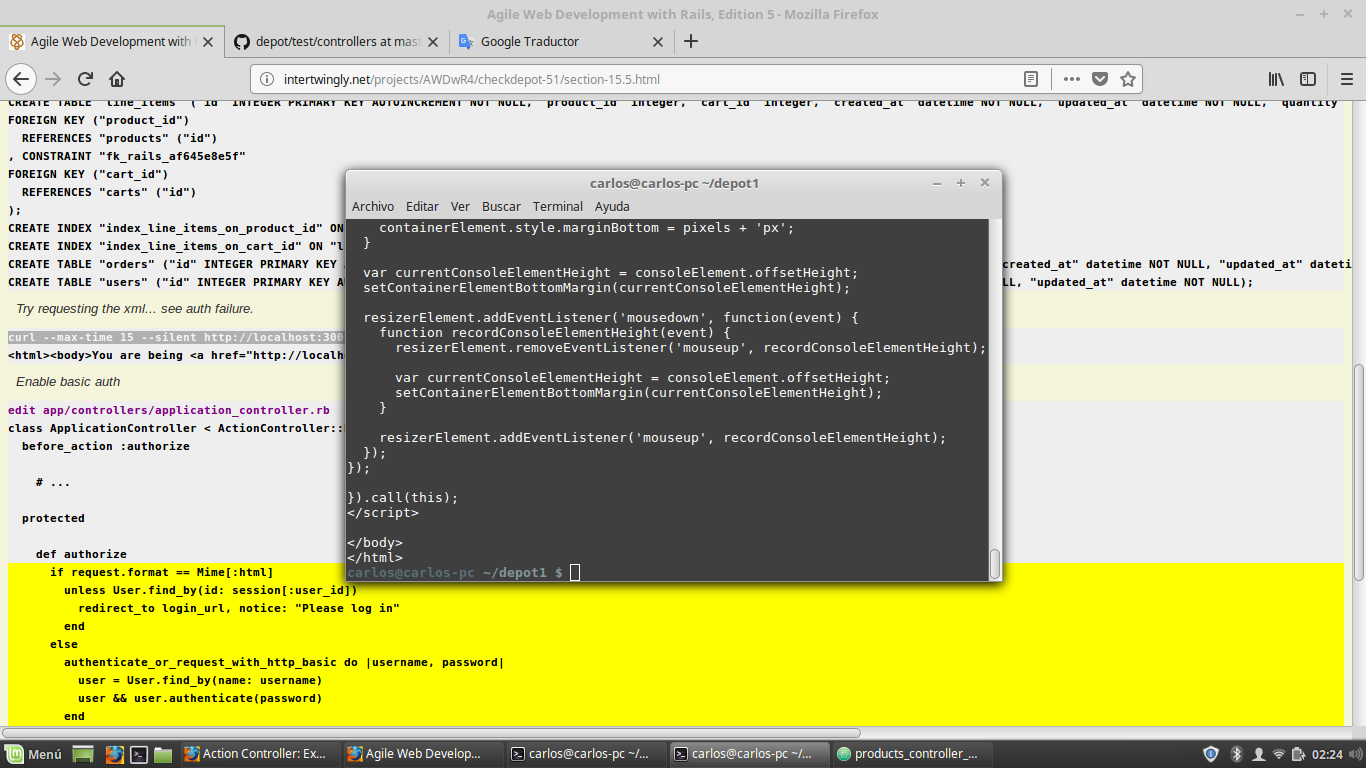 Agile Web Development with Rails, Edition 5 - Mozilla Firefox
Agile Web Development with
depot/test/controllers at mast
Google Traductor
intertwingly.net/projects/AWDwR4/checkdepot-51/section-15.5.html
CREATE TABLE "line_items" ("id" INTEGER PRIMARY KEY AUTOINCREMENT NOT NULL, "product_id" integer, "cart_id" integer, "created_at" datetime NOT NULL, "updated_at" datetime NOT NULL, "quantity"
FOREIGN KEY ("product_id")
REFERENCES "products" ("id")
, CONSTRAINT "fk_rails_af645e8e5f"
FOREIGN KEY ("cart_id")
REFERENCES "carts" ("id")
);
CREATE INDEX "index_line_items_on_product_id" ON
CREATE INDEX "index_line_items_on_cart_id" ON "l
CREATE TABLE "orders" ("id" INTEGER PRIMARY KEY
created_at" datetime NOT NULL, "updated_at" dateti
CREATE TABLE "users" ("id" INTEGER PRIMARY KEY AU
L, "updated_at" datetime NOT NULL);
Try requesting the xml... see auth failure.
curl --max-time 15 --silent http://localhost:300
<html><body>You are being <a href="http://localh
Enable basic auth
edit app/controllers/application_controller.rb
class ApplicationController < ActionController::
before_action :authorize
# ...
protected
def authorize
if request.format == Mime[:html]
unless User.find_by(id: session[:user_id])
redirect_to login_url, notice: "Please log in"
end
else
authenticate_or_request_with_http_basic do |username, password|
user = User.find_by(name: username)
user && user.authenticate(password)
end
carlos@carlos-pc ~/depot1
Archivo Editar Ver Buscar Terminal Ayuda
containerElement.style.marginBottom = pixels + 'px';
}
var currentConsoleElementHeight = consoleElement.offsetHeight;
setContainerElementBottomMargin(currentConsoleElementHeight);
resizerElement.addEventListener('mousedown', function(event) {
function recordConsoleElementHeight(event) {
resizerElement.removeEventListener('mouseup', recordConsoleElementHeight);
var currentConsoleElementHeight = consoleElement.offsetHeight;
setContainerElementBottomMargin(currentConsoleElementHeight);
}
resizerElement.addEventListener('mouseup', recordConsoleElementHeight);
});
});
}).call(this);
</script>
</body>
</html>
carlos@carlos-pc ~/depot1 $
Menú
Action Controller: Ex...
Agile Web Develop...
carlos@carlos-pc ~/...
carlos@carlos-pc ~/...
products_controller_...
02:24